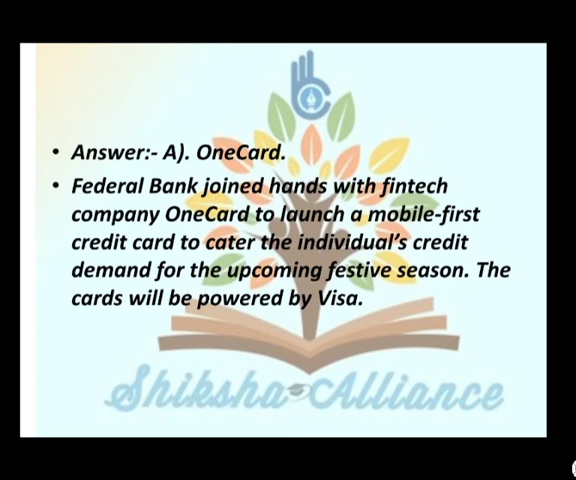 • Answer:- A). OneCard.
• Federal Bank joined hands with fintech
company OneCard to launch a mobile-first
credit card to cater the individual's credit
demand for the upcoming festive season. The
cards will be powered by Visa.
Shiksha Alliance